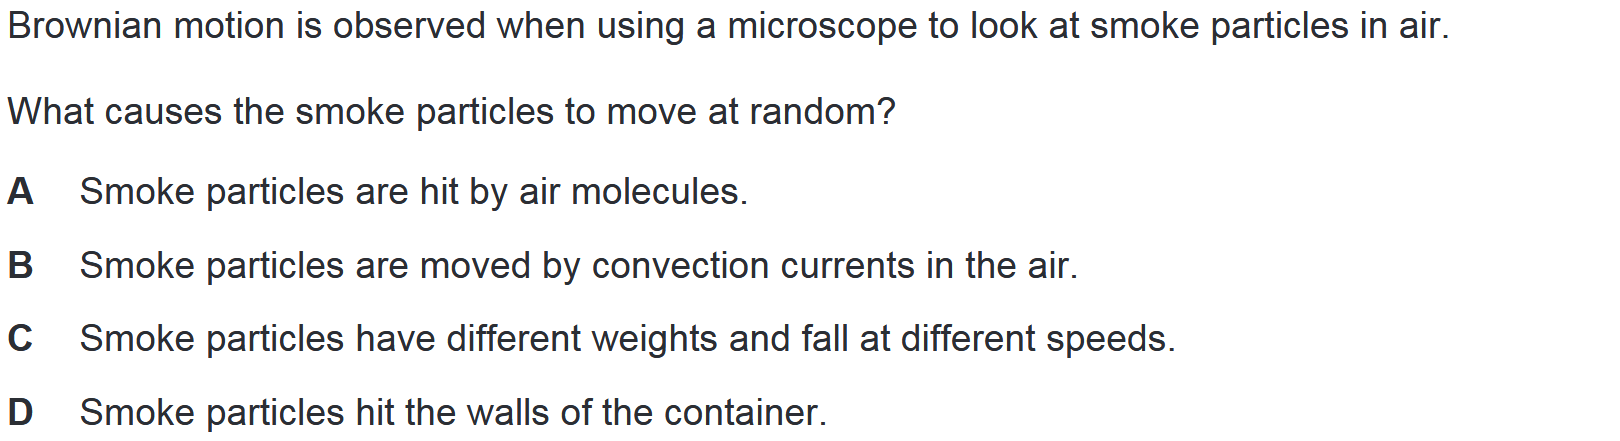 Brownian motion is observed when using a microscope to look at smoke particles in air.
What causes the smoke particles to move at random?
A Smoke particles are hit by air molecules.
B Smoke particles are moved by convection currents in the air.
C Smoke particles have different weights and fall at different speeds.
D Smoke particles hit the walls of the container.